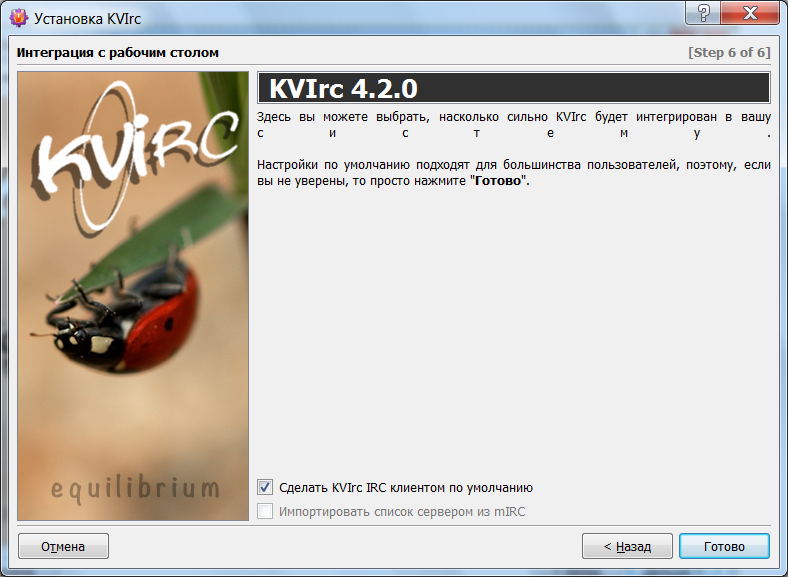 Установка KVIrc
Интеграция с рабочим столом
[Step 6 of 6]
KVIRC
equilibrium
KVIrc 4.2.0
Здесь вы можете выбрать, насколько сильно KVIrc будет интегрирован в вашу
с и с т е м у .
Настройки по умолчанию подходят для большинства пользователей, поэтому, если
вы не уверены, то просто нажмите "Готово".
Сделать KVIrc IRC клиентом по умолчанию
Импортировать список сервером из mIRC
Отмена
< Назад
Готово